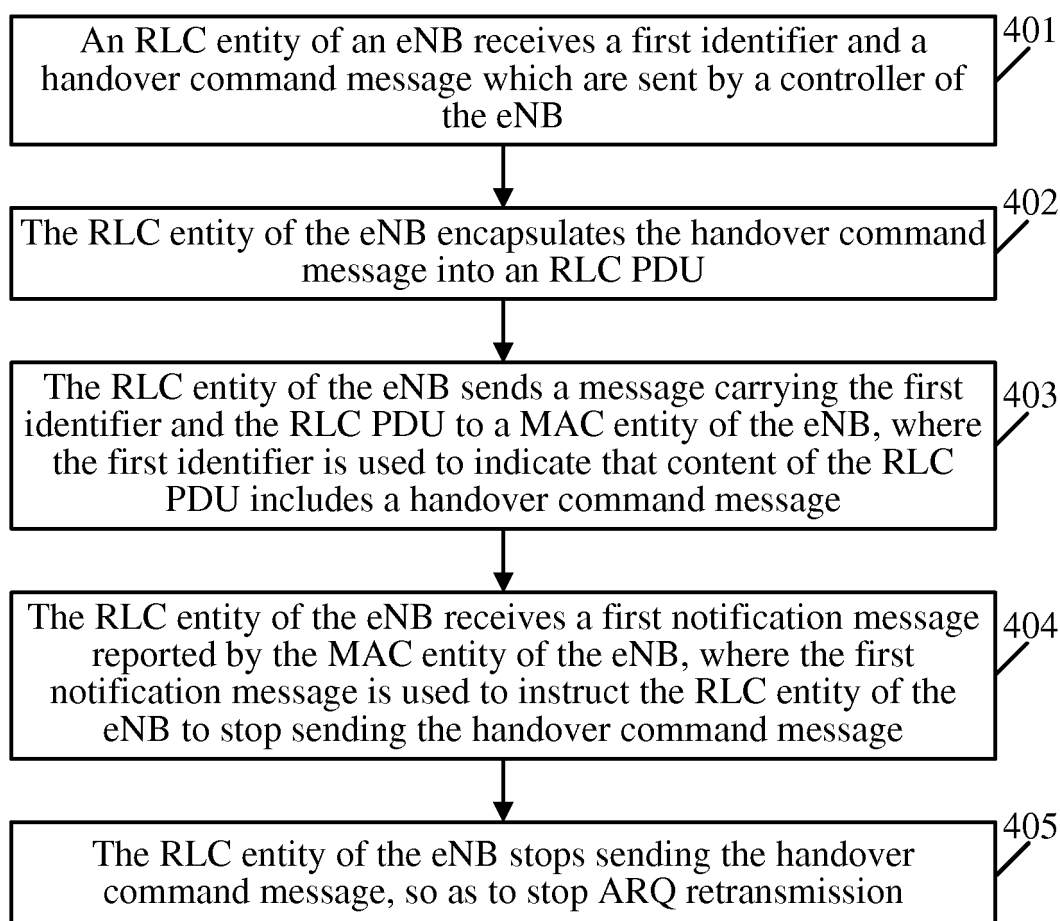 An RLC entity of an eNB receives a first identifier and a
handover command message which are sent by a controller of
the eNB
401
The RLC entity of the eNB encapsulates the handover command
message into an RLC PDU
402
The RLC entity of the eNB sends a message carrying the first
identifier and the RLC PDU to a MAC entity of the eNB, where
the first identifier is used to indicate that content of the RLC
PDU includes a handover command message
403
The RLC entity of the eNB receives a first notification message
reported by the MAC entity of the eNB, where the first
notification message is used to instruct the RLC entity of the
eNB to stop sending the handover command message
404
The RLC entity of the eNB stops sending the handover
command message, so as to stop ARQ retransmission
405